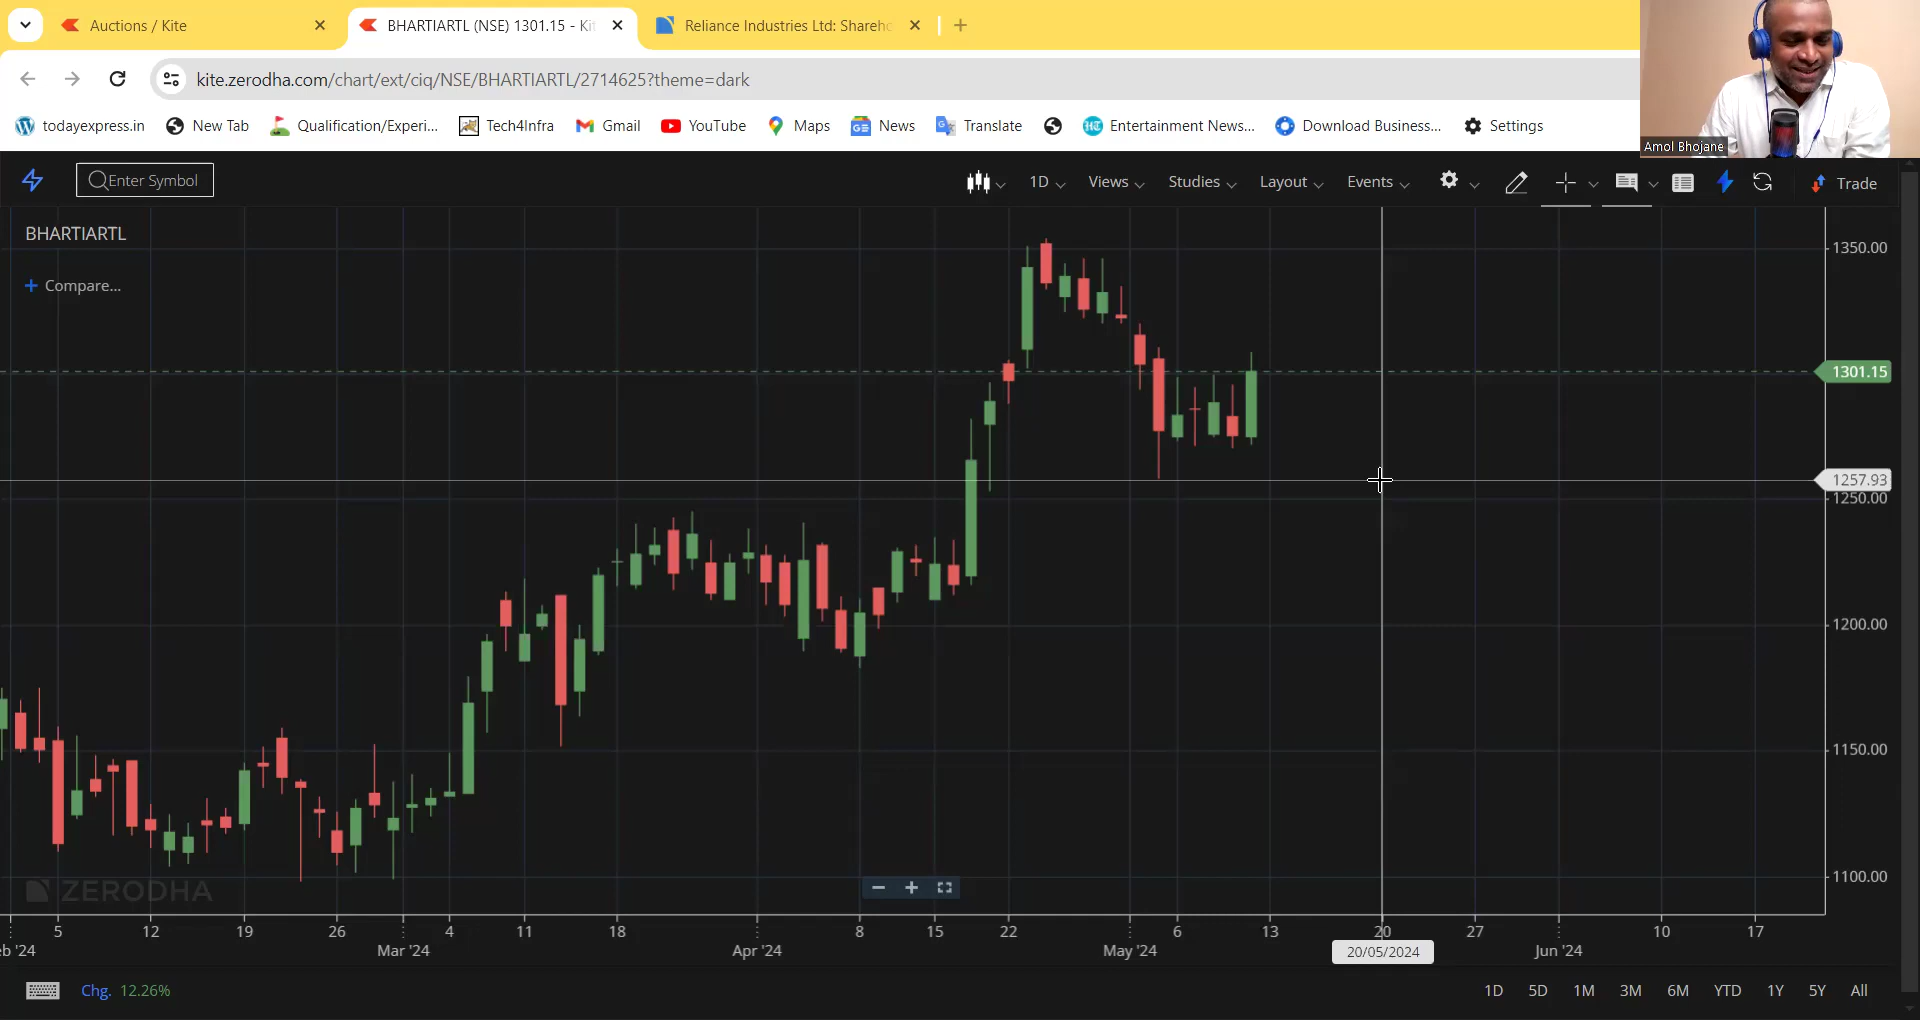 Auctions / Kite
BHARTIARTL (NSE) 1301.15 - Kit
Reliance Industries Ltd: Shareho
kite.zerodha.com/chart/ext/ciq/NSE/BHARTIARTL/2714625?theme=dark
todayexpress.in New Tab Qualification/Experi... Tech4Infra Gmail YouTube Maps News Translate Entertainment News... Download Business... Settings
Amol Bhojane
Enter Symbol 1D Views Studies Layout Events Trade
BHARTIARTL
+ Compare...
1350.00
1301.15
1257.93
1250.00
1200.00
1150.00
1100.00
ZERODHA
5 12 19 26 4 11 18 8 15 22 6 13 20 27 10 17
eb '24 Mar '24 Apr '24 May '24 20/05/2024 Jun '24
Chg. 12.26% 1D 5D 1M 3M 6M YTD 1Y 5Y All